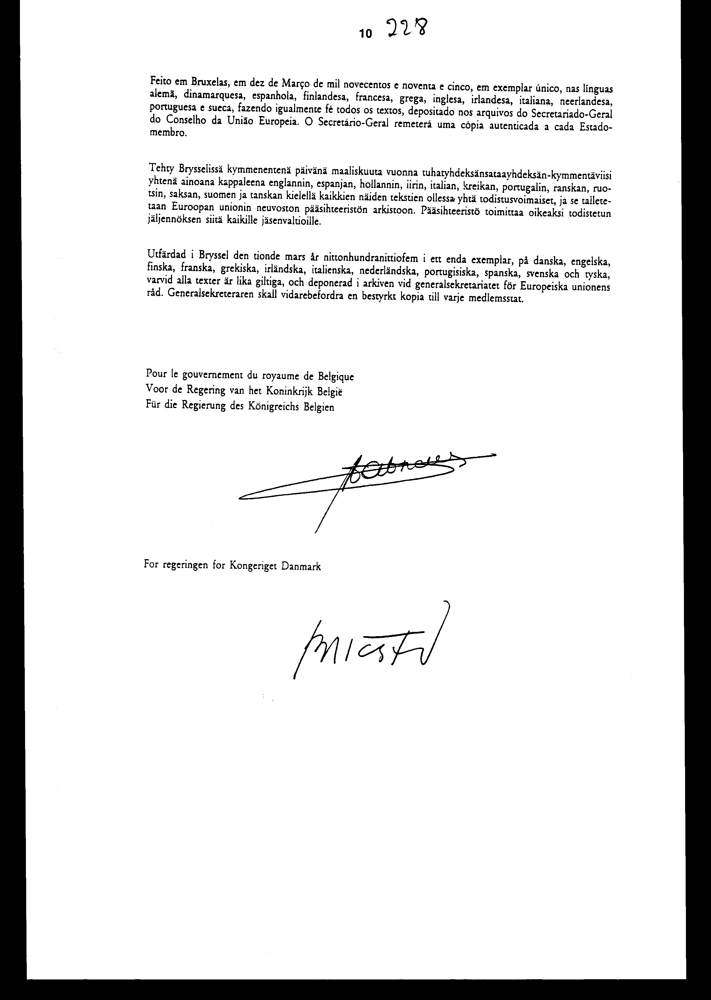 10 228
Feito em Bruxelas, em dez de Março de mil novecentos e noventa e cinco, em exemplar único, nas línguas
alemã, dinamarquesa, espanhola, finlandesa, francesa, grega, inglesa, irlandesa, italiana, neerlandesa,
portuguesa e sueca, fazendo igualmente fé todos os textos, depositado nos arquivos do Secretariado-Geral
do Conselho da União Europeia. O Secretário-Geral remeterá uma cópia autenticada a cada Estado-
membro.
Tehty Brysselissä kymmenentenä päivänä maaliskuuta vuonna tuhatyhdeksänsataayhdeksän-kymmentäviisi
yhtenä ainoana kappaleena englannin, espanjan, hollannin, iirin, italian, kreikan, portugalin, ranskan, ruo-
tsin, saksan, suomen ja tanskan kielellä kaikkien näiden tekstien ollessa yhtä todistusvoimaiset, ja se tallete-
taan Euroopan unionin neuvoston pääsihteeristön arkistoon. Pääsihteeristö toimittaa oikeaksi todistetun
jäljennöksen siitä kaikille jäsenvaltioille.
Utfärdad i Bryssel den tionde mars år nittonhundranittiofem i ett enda exemplar, på danska, engelska,
finska, franska, grekiska, irländska, italienska, nederländska, portugisiska, spanska, svenska och tyska,
varvid alla texter är lika giltiga, och deponerad i arkiven vid generalsekretariatet för Europeiska unionens
råd. Generalsekreteraren skall vidarebefordra en bestyrkt kopia till varje medlemsstat.
Pour le gouvernement du royaume de Belgique
Voor de Regering van het Koninkrijk België
Für die Regierung des Königreichs Belgien
For regeringen for Kongeriget Danmark